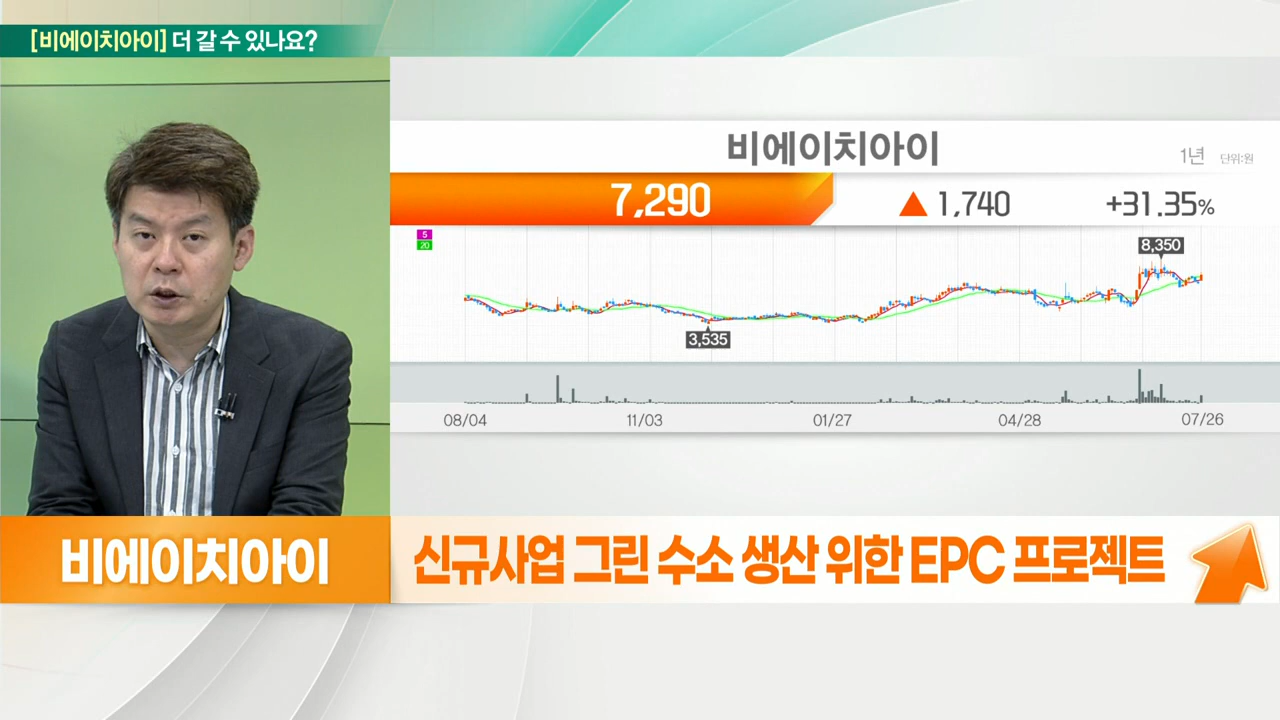 [비에이치아이] 더 갈 수 있나요?
비에이치아이
1년 단위:원
7,290 ▲ 1,740 +31.35%
5
20
8,350
3,535
08/04 11/03 01/27 04/28 07/26
비에이치아이
신규사업 그린 수소 생산 위한 EPC 프로젝트